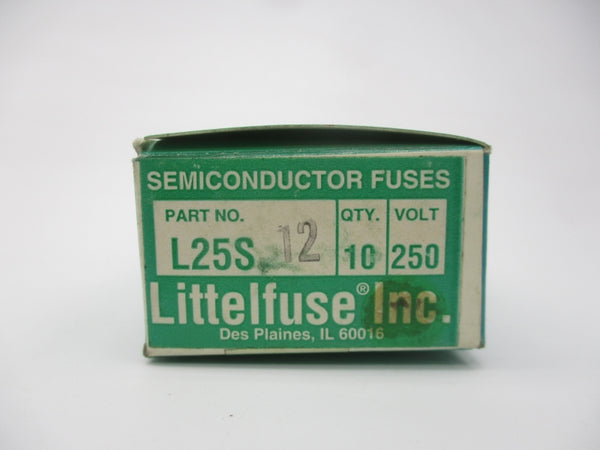 SEMICONDUCTOR FUSES
PART NO. QTY. VOLT
L25S 12 10 250
Littelfuse® Inc.
Des Plaines, IL 60016